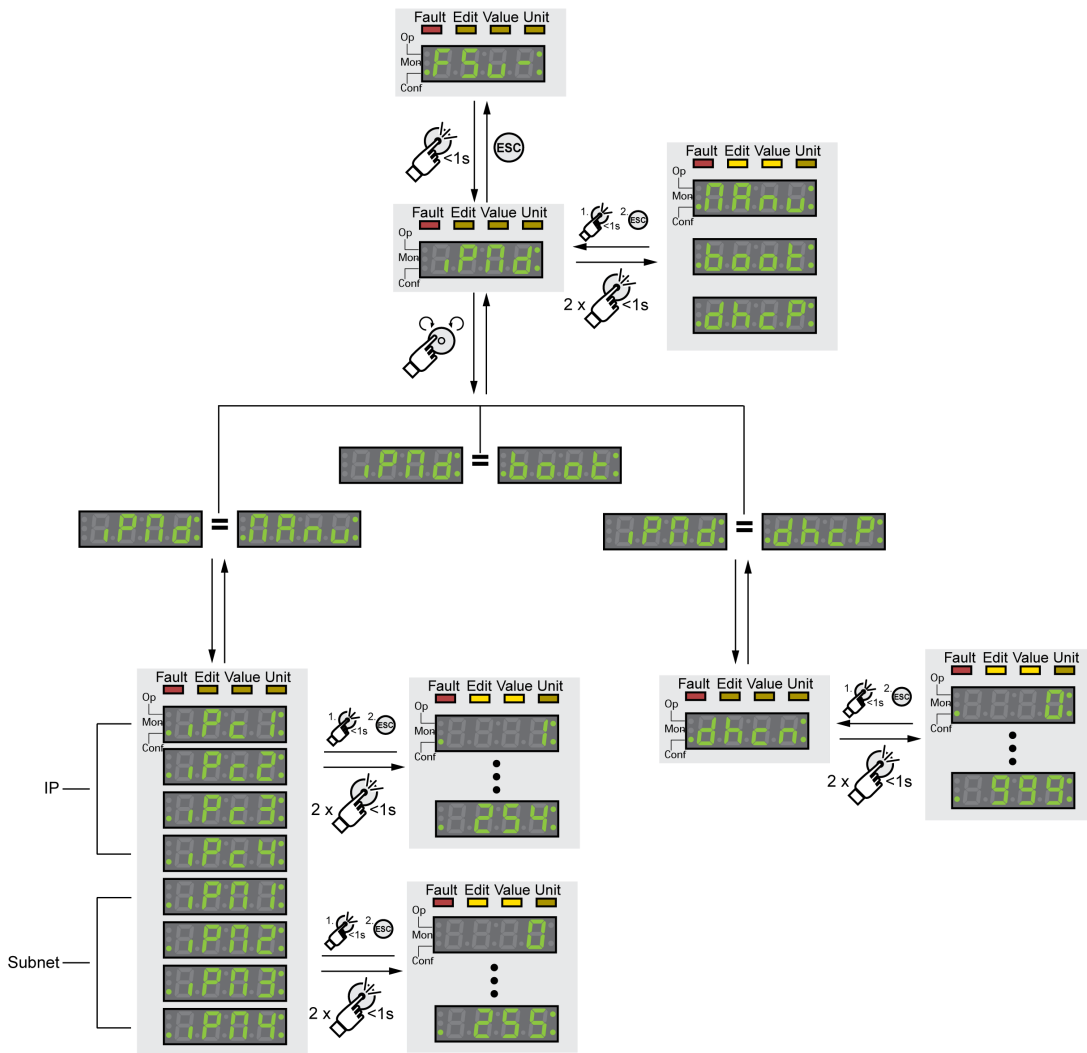 Fault Edit Value Unit
Op
Mon
Conf
FSu-
<1s
ESC
Fault Edit Value Unit
Op
Mon
Conf
iPMd
1. <1s 2. ESC
2 x <1s
Fault Edit Value Unit
Op
Mon
Conf
MAnu
boot
dhcP
iPMd = boot
iPMd = MAnu
iPMd = dhcP
Fault Edit Value Unit
Op
Mon
Conf
IP
iPc1
iPc2
iPc3
iPc4
Subnet
iPM1
iPM2
iPM3
iPM4
1. <1s 2. ESC
2 x <1s
Fault Edit Value Unit
Op
Mon
Conf
1
254
1. <1s 2. ESC
2 x <1s
Fault Edit Value Unit
Op
Mon
Conf
0
255
Fault Edit Value Unit
Op
Mon
Conf
dhcn
1. <1s 2. ESC
2 x <1s
Fault Edit Value Unit
Op
Mon
Conf
0
999